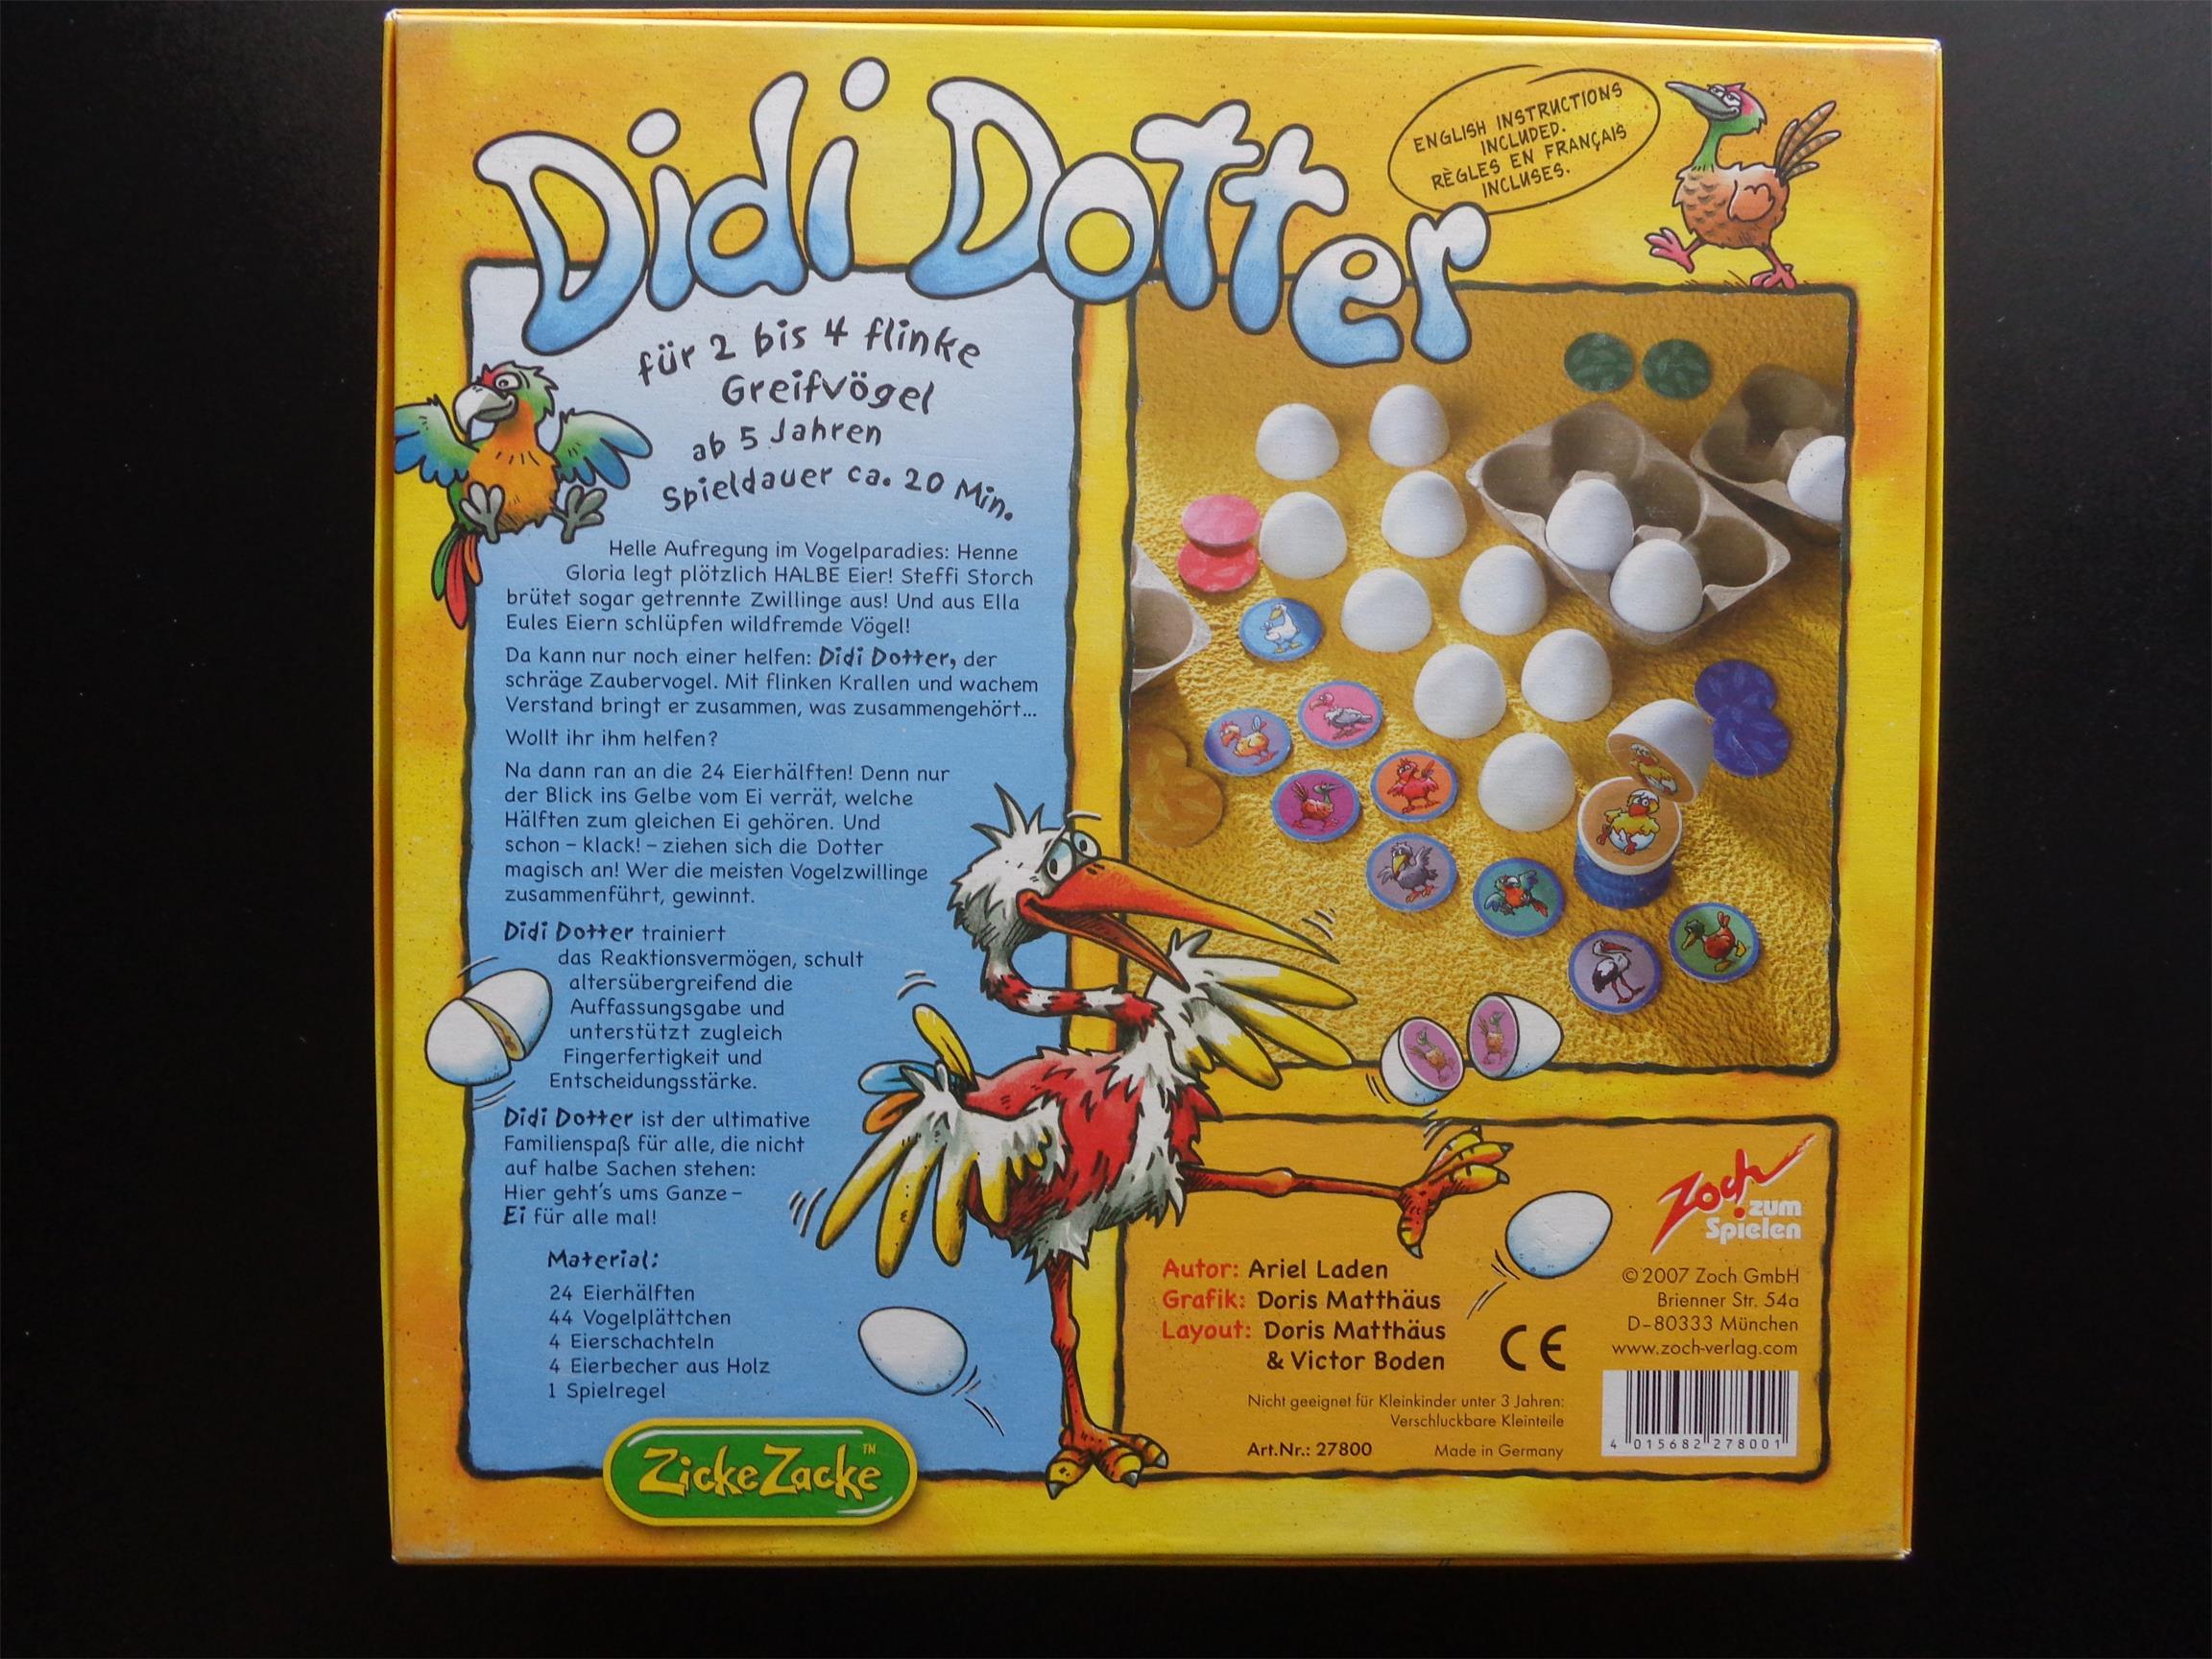 Didi Dotter
ENGLISH INSTRUCTIONS
INCLUDED.
RÈGLES EN FRANÇAIS
INCLUSES.
für 2 bis 4 flinke
Greifvögel
ab 5 Jahren
Spieldauer ca. 20 Min.
Helle Aufregung im Vogelparadies: Henne
Gloria legt plötzlich HALBE Eier! Steffi Storch
brütet sogar getrennte Zwillinge aus! Und aus Ella
Eules Eiern schlüpfen wildfremde Vögel!
Da kann nur noch einer helfen: Didi Dotter, der
schräge Zaubervogel. Mit flinken Krallen und wachem
Verstand bringt er zusammen, was zusammengehört...
Wollt ihr ihm helfen?
Na dann ran an die 24 Eierhälften! Denn nur
der Blick ins Gelbe vom Ei verrät, welche
Hälften zum gleichen Ei gehören. Und
schon – klack! – ziehen sich die Dotter
magisch an! Wer die meisten Vogelzwillinge
zusammenführt, gewinnt.
Didi Dotter trainiert
das Reaktionsvermögen, schult
altersübergreifend die
Auffassungsgabe und
unterstützt zugleich
Fingerfertigkeit und
Entscheidungsstärke.
Didi Dotter ist der ultimative
Familienspaß für alle, die nicht
auf halbe Sachen stehen:
Hier geht's ums Ganze –
Ei für alle mal!
Material:
24 Eierhälften
44 Vogelplättchen
4 Eierschachteln
4 Eierbecher aus Holz
1 Spielregel
Zicke Zacke™
Autor: Ariel Laden
Grafik: Doris Matthäus
Layout: Doris Matthäus
& Victor Boden
CE
Nicht geeignet für Kleinkinder unter 3 Jahren:
Verschluckbare Kleinteile
Art.Nr.: 27800 Made in Germany
Zoch
zum
Spielen
©2007 Zoch GmbH
Brienner Str. 54a
D-80333 München
www.zoch-verlag.com
4 015682 278001